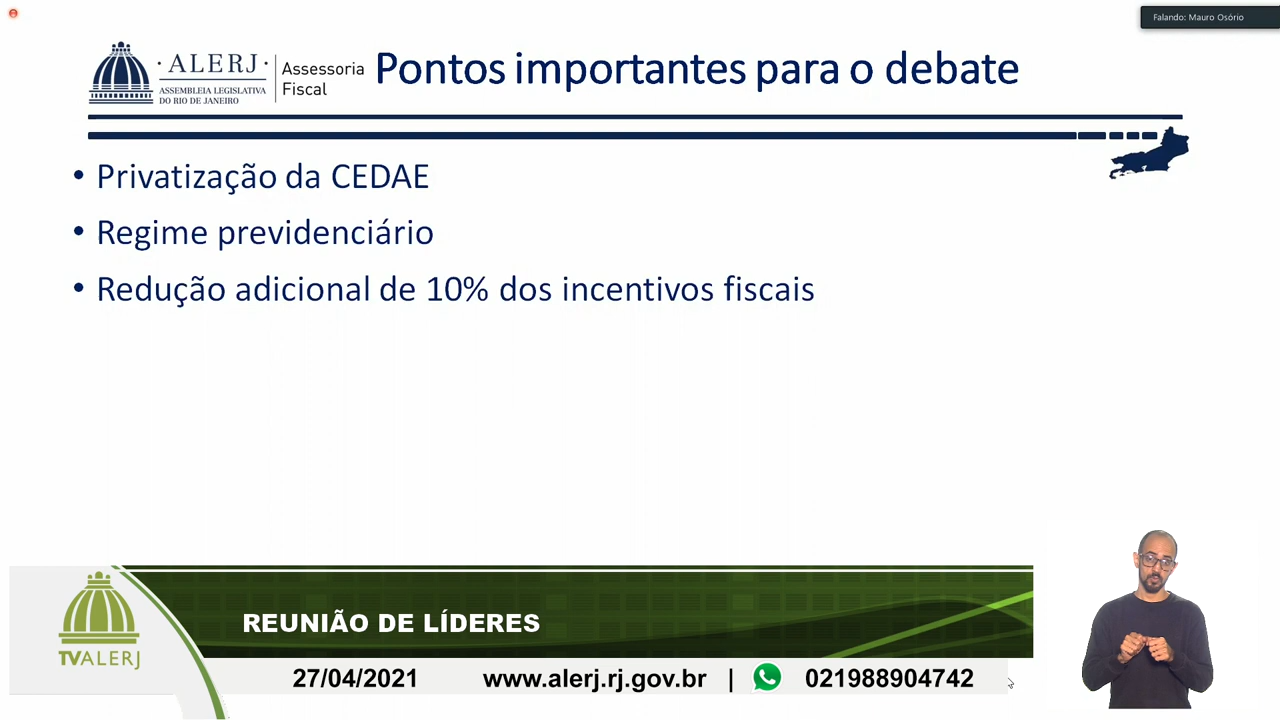 Falando: Mauro Osório
·ALERJ·
ASSEMBLEIA LEGISLATIVA
DO RIO DE JANEIRO
Assessoria
Fiscal
Pontos importantes para o debate
• Privatização da CEDAE
• Regime previdenciário
• Redução adicional de 10% dos incentivos fiscais
REUNIÃO DE LÍDERES
TVALERJ
27/04/2021 www.alerj.rj.gov.br | 021988904742